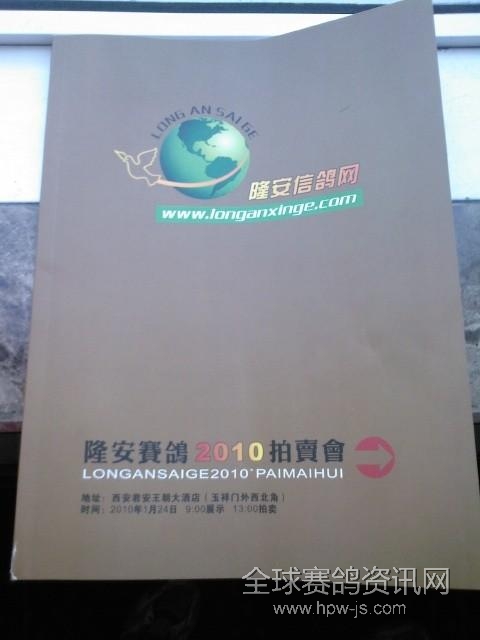 LONG AN SAIGE
隆安信鸽网
www.longanxinge.com
隆安賽鴿2010拍賣會
LONGANSAIGE2010*PAIMAIHUI
地址：西安君安王朝大酒店（玉祥门外西北角）
时间：2010年1月24日 9:00展示 13:00拍卖
全球赛鸽资讯网
www.hpw-js.com